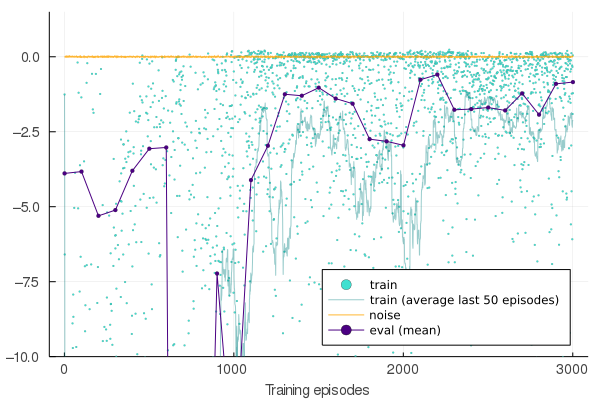 0.0
−2.5
−5.0
−7.5
−10.0
train
train (average last 50 episodes)
noise
eval (mean)
0 1000 2000 3000
Training episodes